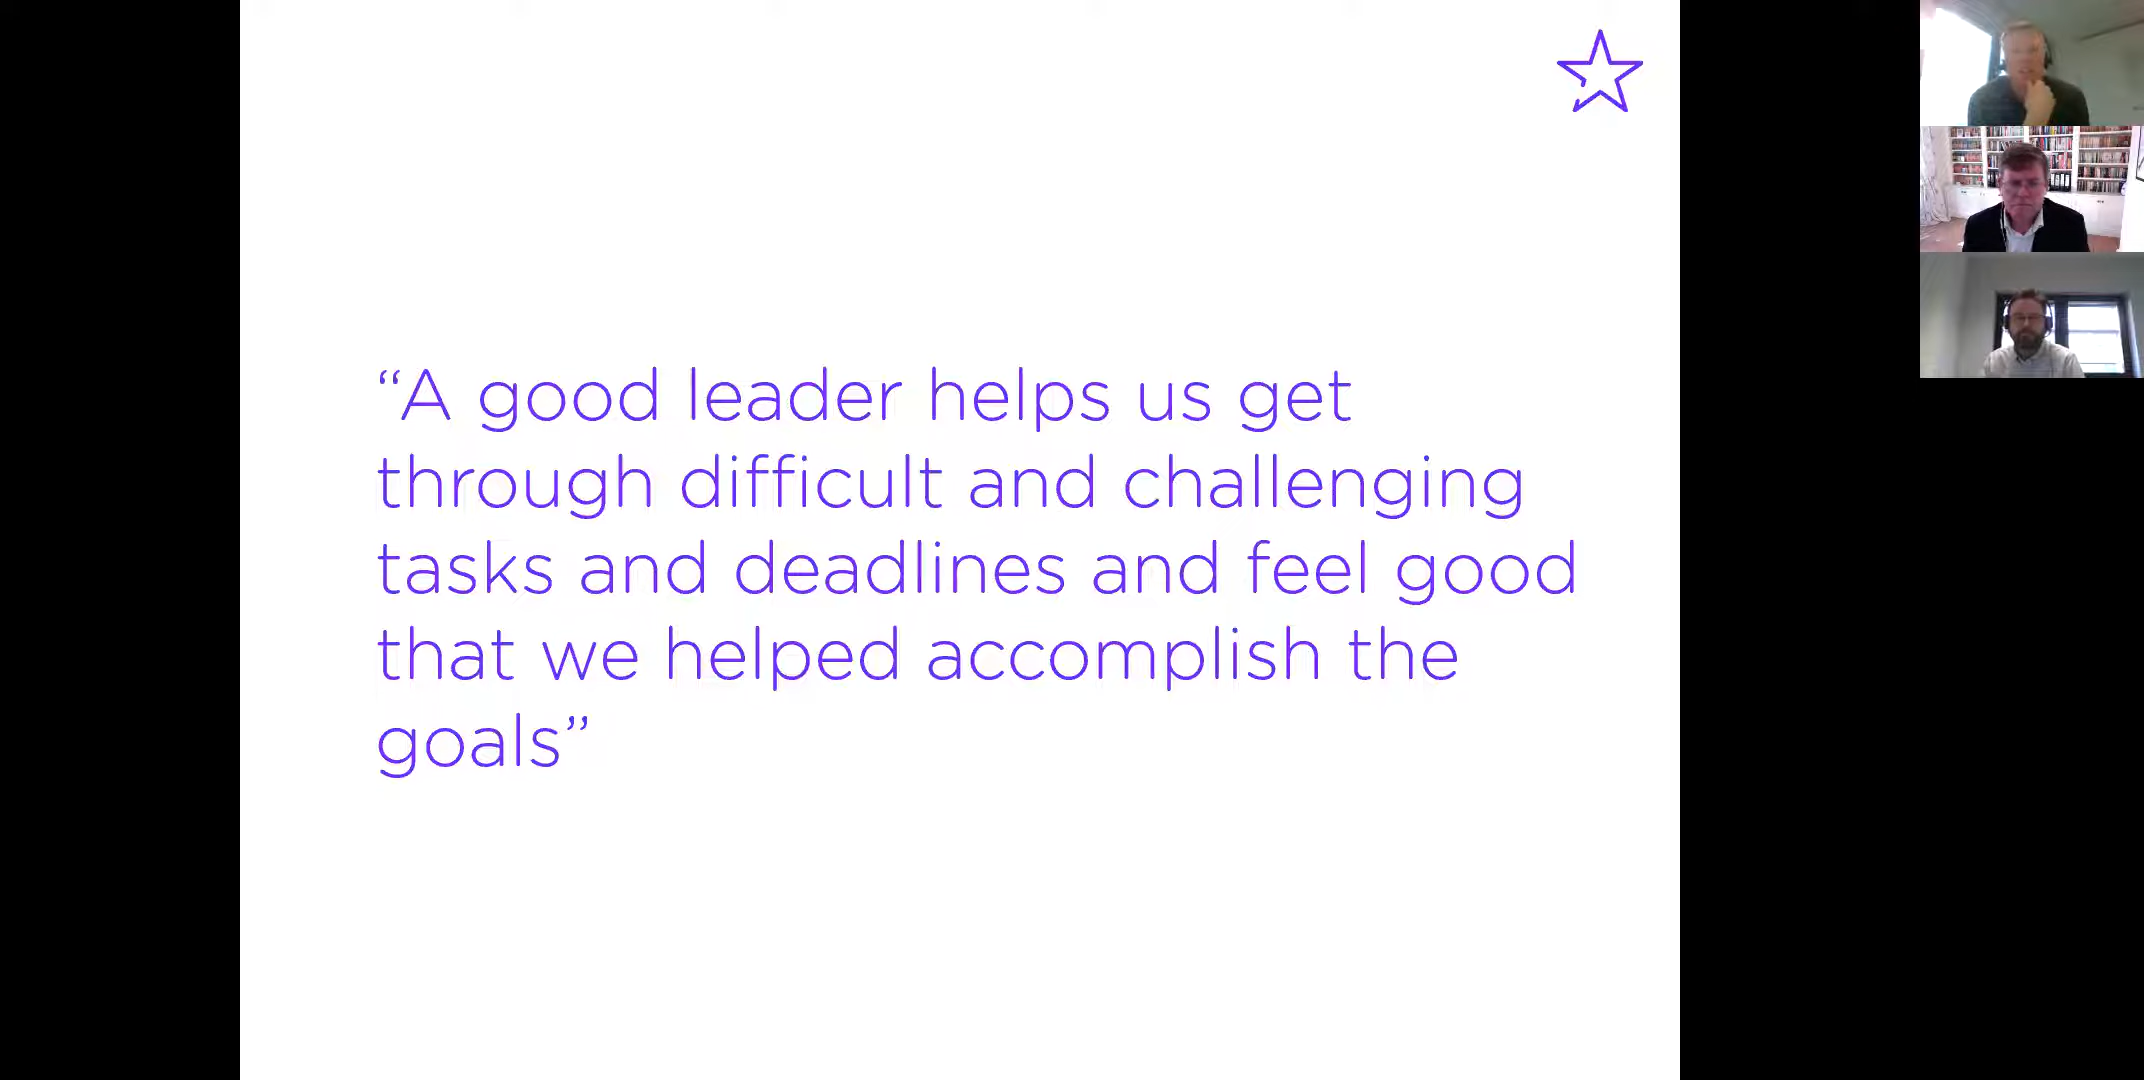 “A good leader helps us get
through difficult and challenging
tasks and deadlines and feel good
that we helped accomplish the
goals”